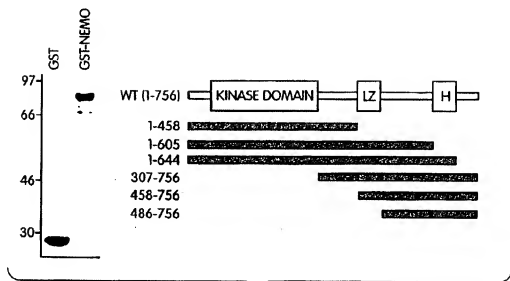 GST
GST-NEMO
97
66
46
30
WT (1-756)
KINASE DOMAIN
LZ
H
1-458
1-605
1-644
307-756
458-756
486-756